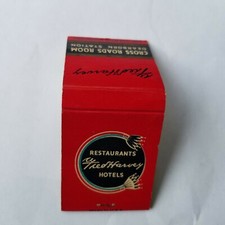 CROSS ROADS ROOM
DEARBORN STATION
Fred Harvey
RESTAURANTS
Fred Harvey
HOTELS